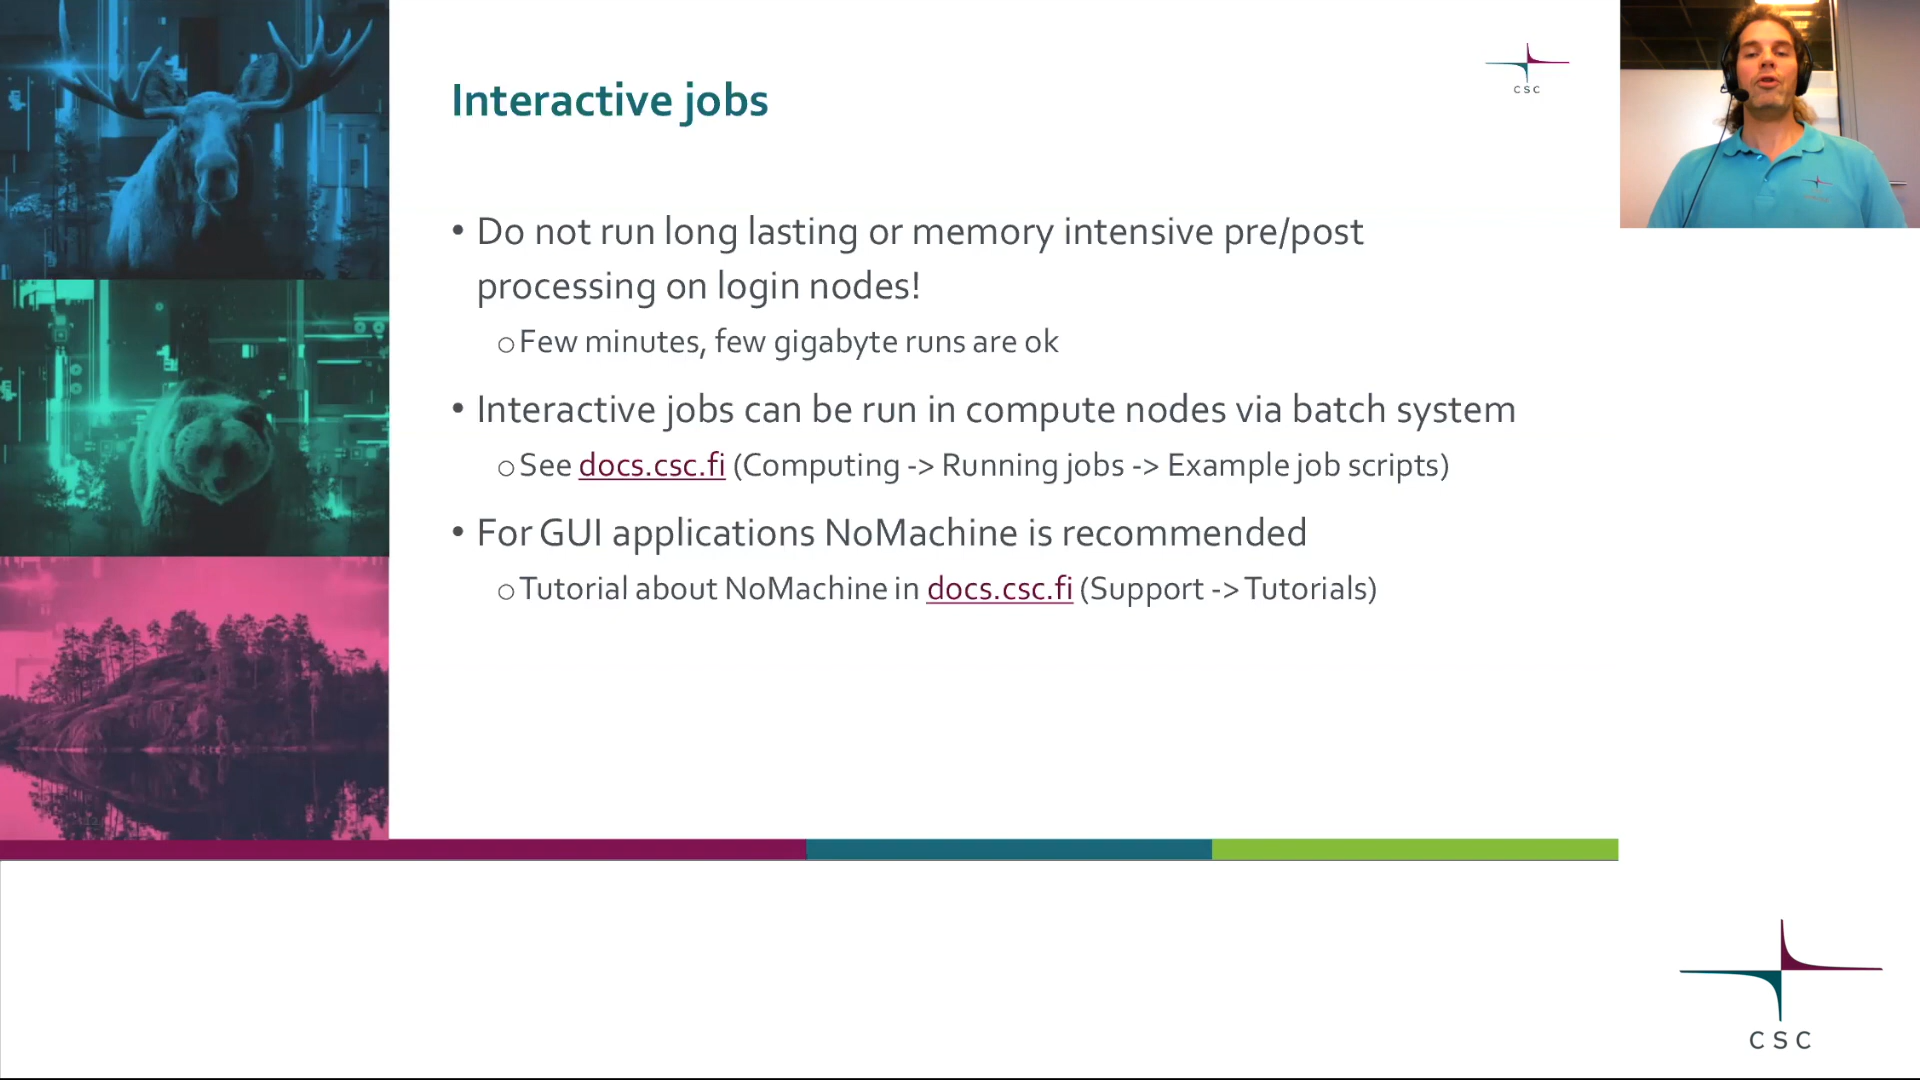 Interactive jobs
CSC
• Do not run long lasting or memory intensive pre/post
processing on login nodes!
o Few minutes, few gigabyte runs are ok
• Interactive jobs can be run in compute nodes via batch system
o See docs.csc.fi (Computing -> Running jobs -> Example job scripts)
• For GUI applications NoMachine is recommended
o Tutorial about NoMachine in docs.csc.fi (Support -> Tutorials)
CSC